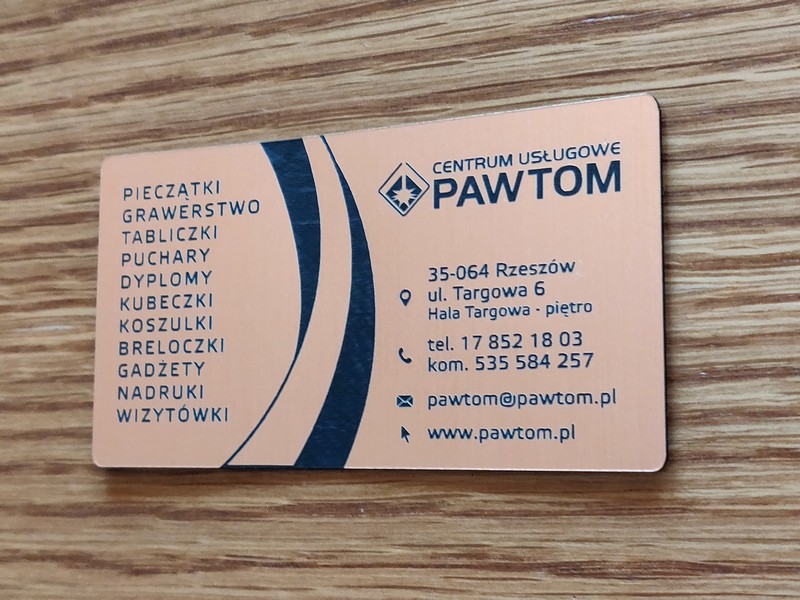 PIECZĄTKI
GRAWERSTWO
TABLICZKI
PUCHARY
DYPLOMY
KUBECZKI
KOSZULKI
BRELOCZKI
GADŻETY
NADRUKI
WIZYTÓWKI
CENTRUM USŁUGOWE
PAWTOM
35-064 Rzeszów
ul. Targowa 6
Hala Targowa - piętro
tel. 17 852 18 03
kom. 535 584 257
pawtom@pawtom.pl
www.pawtom.pl